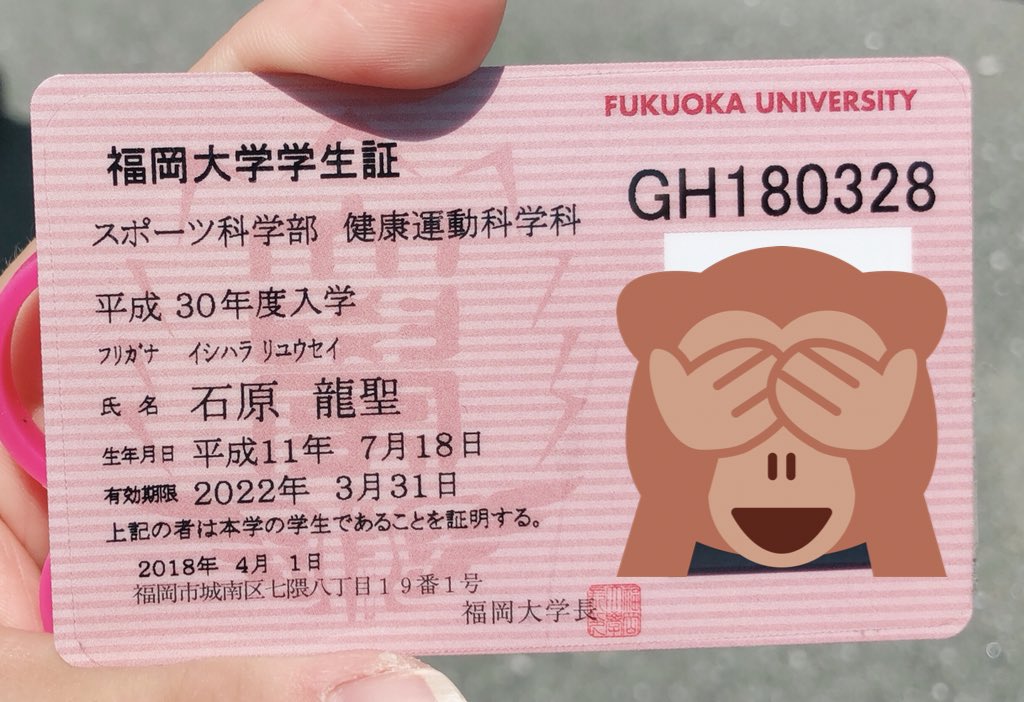 FUKUOKA UNIVERSITY
福岡大学学生証
GH180328
スポーツ科学部 健康運動科学科
平成 30年度入学
フリガナ イシハラ リユウセイ
氏名 石原 龍聖
生年月日 平成11年 7月18日
有効期限 2022年 3月31日
上記の者は本学の学生であることを証明する。
2018年 4月 1日
福岡市城南区七隈八丁目19番1号
福岡大学長